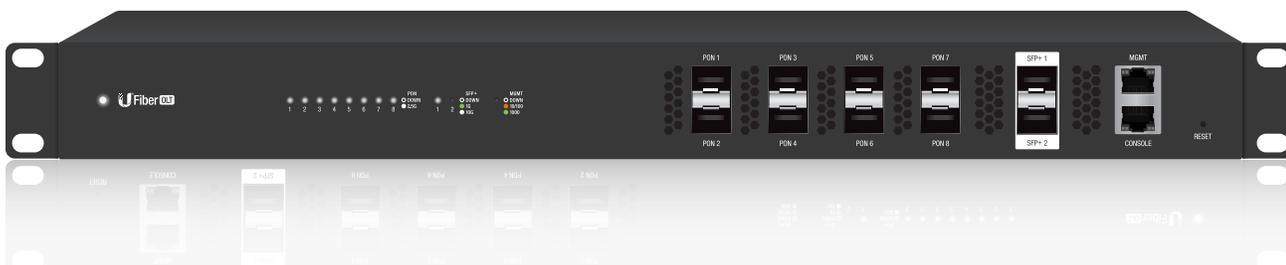 U Fiber OLT
1 2 3 4 5 6 7 8
PON
DOWN
2.5G
1 2
SFP+
DOWN
1G
10G
MGMT
DOWN
10/100
1000
PON 1 PON 3 PON 5 PON 7 SFP+ 1 MGMT
PON 2 PON 4 PON 6 PON 8 SFP+ 2 CONSOLE
RESET